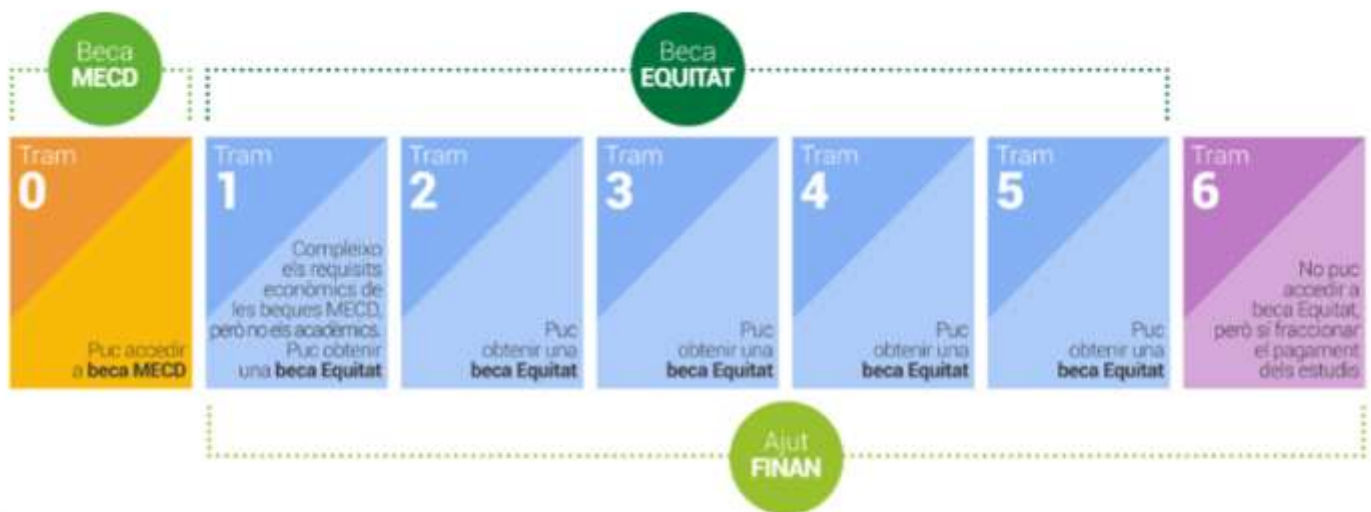 Beca
MECD
Beca
EQUITAT
Tram
0
Puc accedir
a beca MECD
Tram
1
Compleixo
els requisits
econòmics de
les beques MECD,
però no els acadèmics.
Puc obtenir
una beca Equitat
Tram
2
Puc
obtenir una
beca Equitat
Tram
3
Puc
obtenir una
beca Equitat
Tram
4
Puc
obtenir una
beca Equitat
Tram
5
Puc
obtenir una
beca Equitat
Tram
6
No puc
accedir a
beca Equitat,
però sí fraccionar
el pagament
dels estudis
Ajut
FINAN